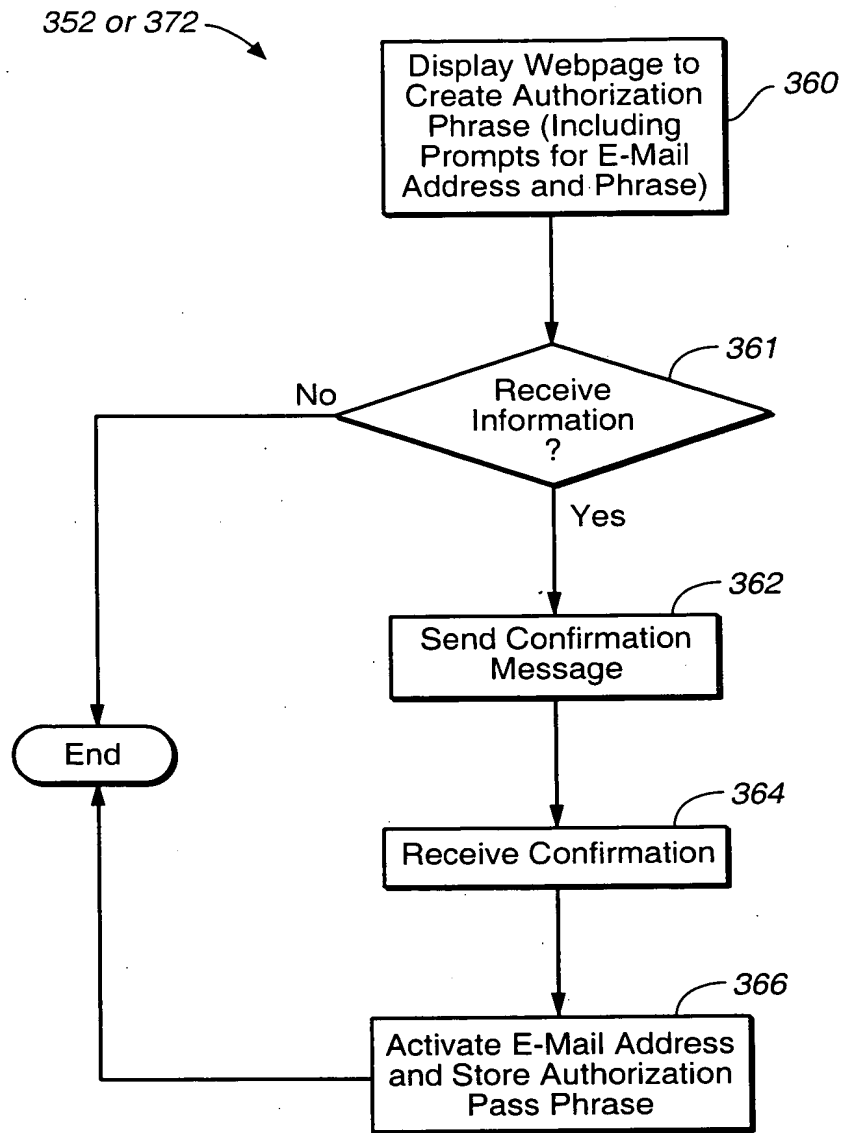 352 or 372
Display Webpage to
Create Authorization
Phrase (Including
Prompts for E-Mail
Address and Phrase)
360
361
Receive
Information
?
No
Yes
362
Send Confirmation
Message
End
364
Receive Confirmation
366
Activate E-Mail Address
and Store Authorization
Pass Phrase